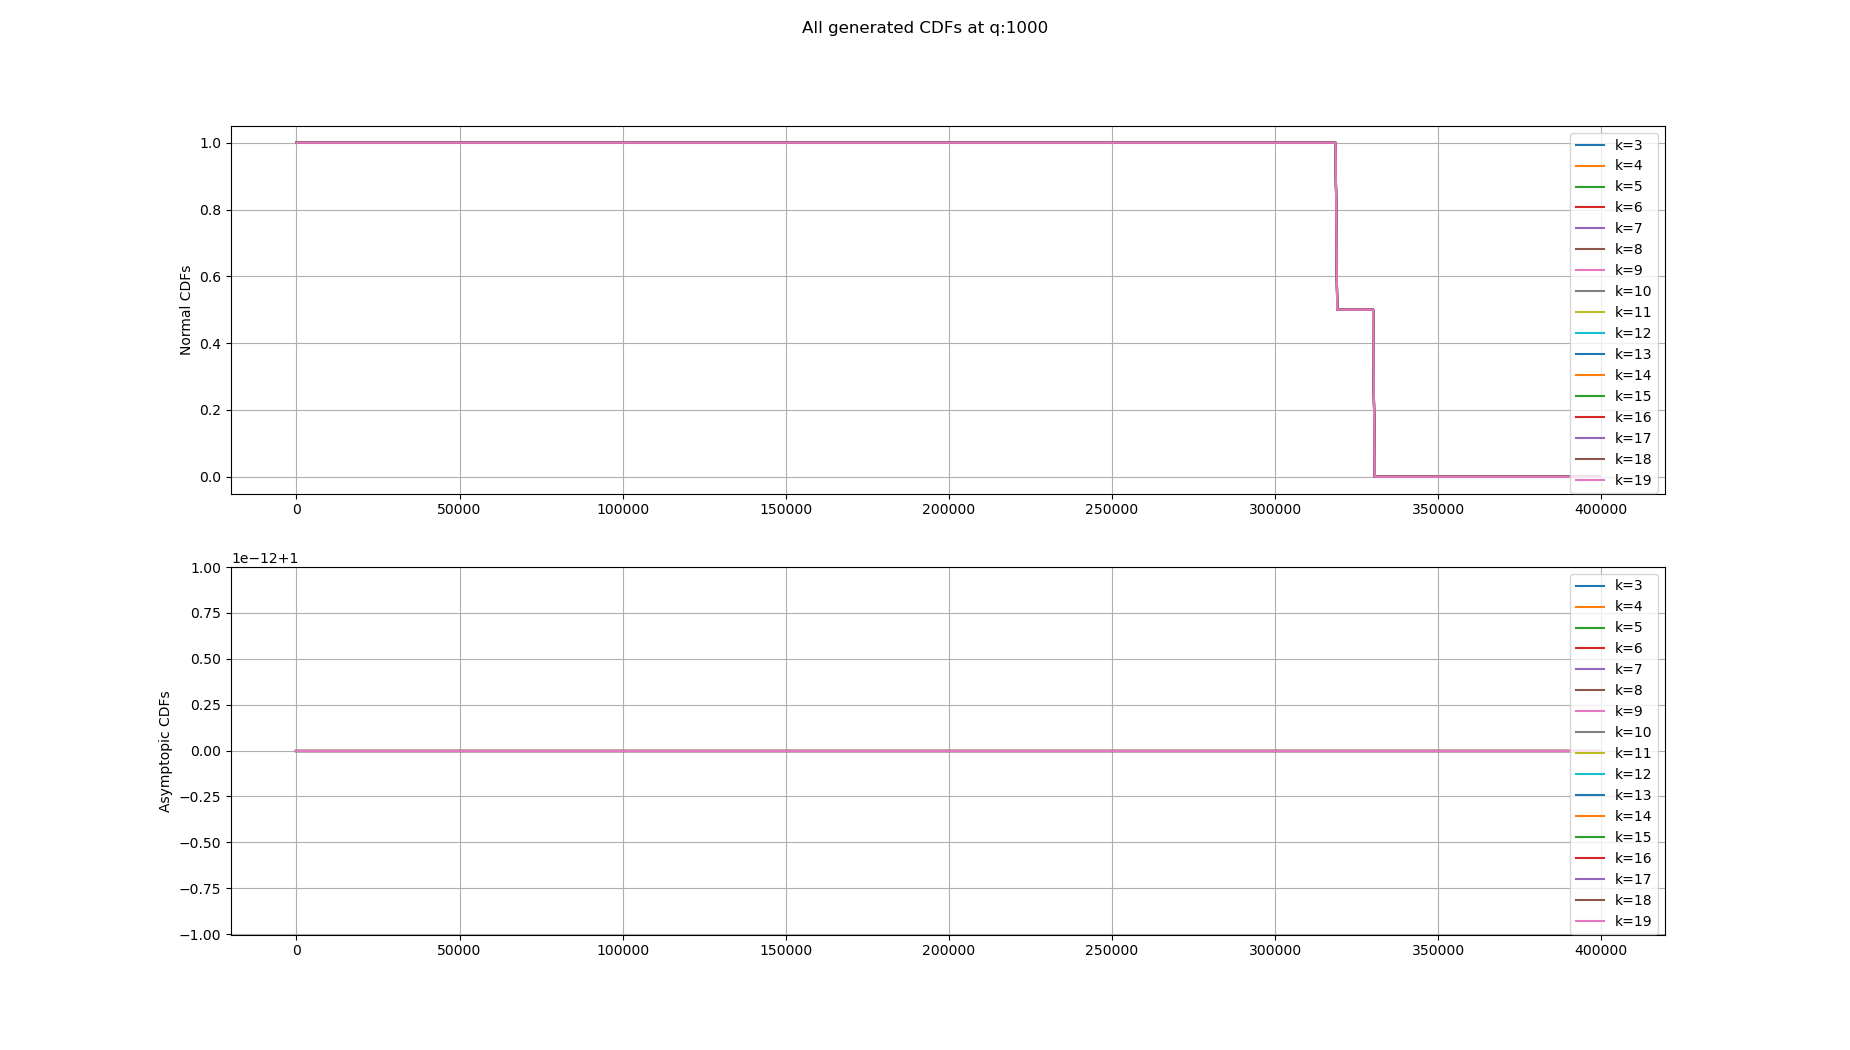 All generated CDFs at q:1000
Normal CDFs
1.0
0.8
0.6
0.4
0.2
0.0
0 50000 100000 150000 200000 250000 300000 350000 400000
k=3
k=4
k=5
k=6
k=7
k=8
k=9
k=10
k=11
k=12
k=13
k=14
k=15
k=16
k=17
k=18
k=19
1e−12+1
Asymptopic CDFs
1.00
0.75
0.50
0.25
0.00
−0.25
−0.50
−0.75
−1.00
0 50000 100000 150000 200000 250000 300000 350000 400000
k=3
k=4
k=5
k=6
k=7
k=8
k=9
k=10
k=11
k=12
k=13
k=14
k=15
k=16
k=17
k=18
k=19